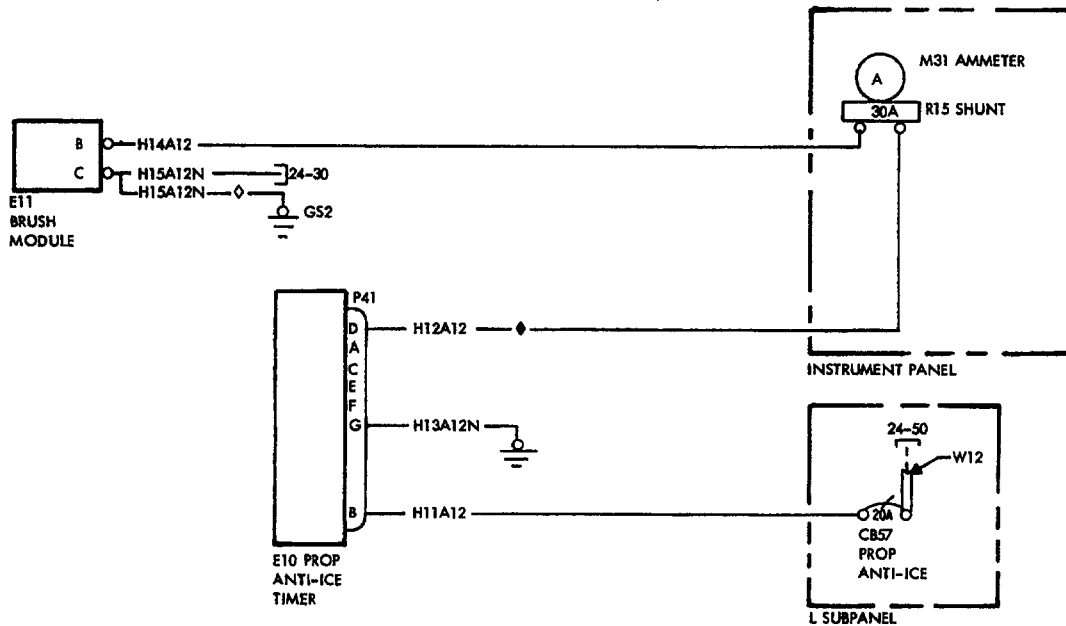 M31 AMMETER
A
30A
R15 SHUNT
B
H14A12
C
H15A12N
24-30
H15A12N
GS2
E11
BRUSH
MODULE
P41
D
H12A12
A
C
E
F
G
H13A12N
B
H11A12
E10 PROP
ANTI-ICE
TIMER
INSTRUMENT PANEL
24-50
W12
20A
CB57
PROP
ANTI-ICE
L SUBPANEL